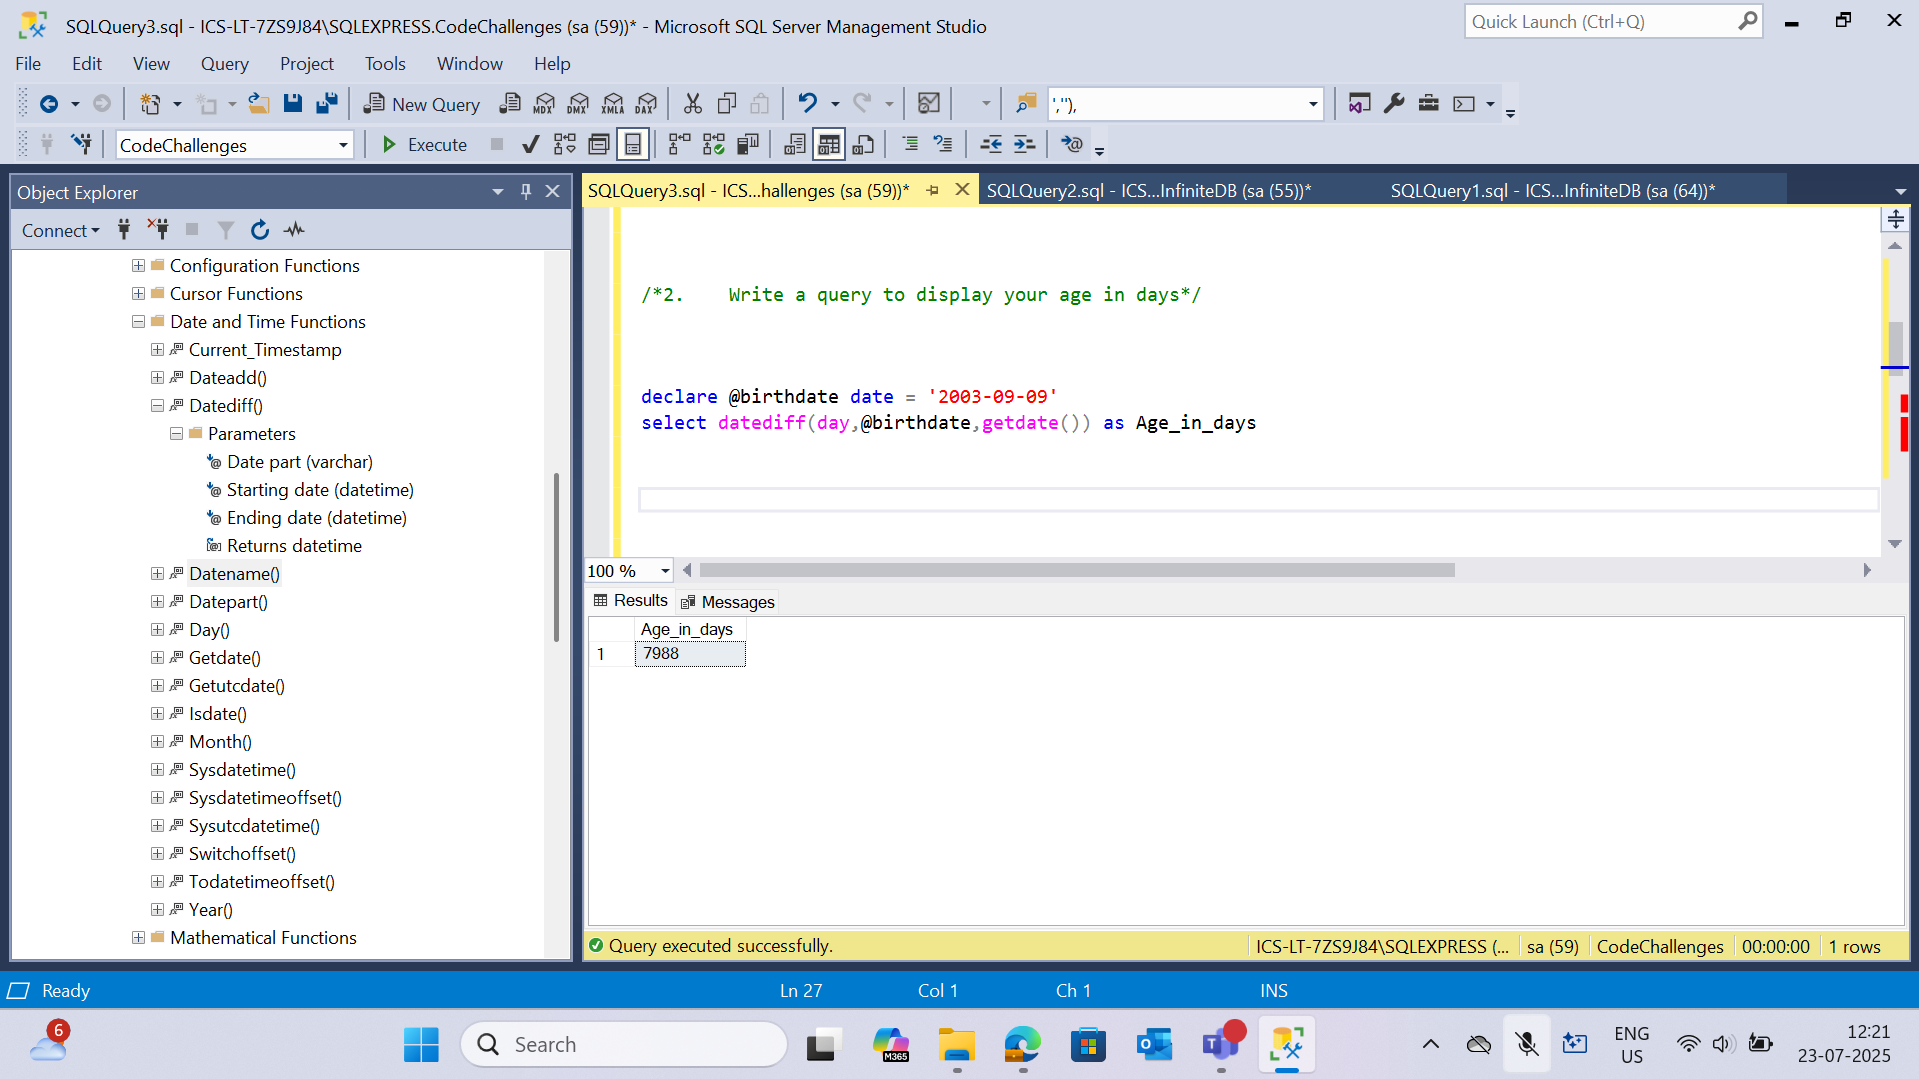 SQLQuery3.sql - ICS-LT-7ZS9J84\SQLEXPRESS.CodeChallenges (sa (59))* - Microsoft SQL Server Management Studio
Quick Launch (Ctrl+Q)
File Edit View Query Project Tools Window Help
New Query MDX DMX XMLA DAX ',''),
CodeChallenges Execute
Object Explorer
Connect
Configuration Functions
Cursor Functions
Date and Time Functions
Current_Timestamp
Dateadd()
Datediff()
Parameters
Date part (varchar)
Starting date (datetime)
Ending date (datetime)
Returns datetime
Datename()
Datepart()
Day()
Getdate()
Getutcdate()
Isdate()
Month()
Sysdatetime()
Sysdatetimeoffset()
Sysutcdatetime()
Switchoffset()
Todatetimeoffset()
Year()
Mathematical Functions
SQLQuery3.sql - ICS...hallenges (sa (59))* SQLQuery2.sql - ICS...InfiniteDB (sa (55))* SQLQuery1.sql - ICS...InfiniteDB (sa (64))*
/*2. Write a query to display your age in days*/
declare @birthdate date = '2003-09-09'
select datediff(day,@birthdate,getdate()) as Age_in_days
100 %
Results Messages
Age_in_days
1 7988
Query executed successfully. ICS-LT-7ZS9J84\SQLEXPRESS (... sa (59) CodeChallenges 00:00:00 1 rows
Ready Ln 27 Col 1 Ch 1 INS
6
Search
M365
ENG
US
12:21
23-07-2025